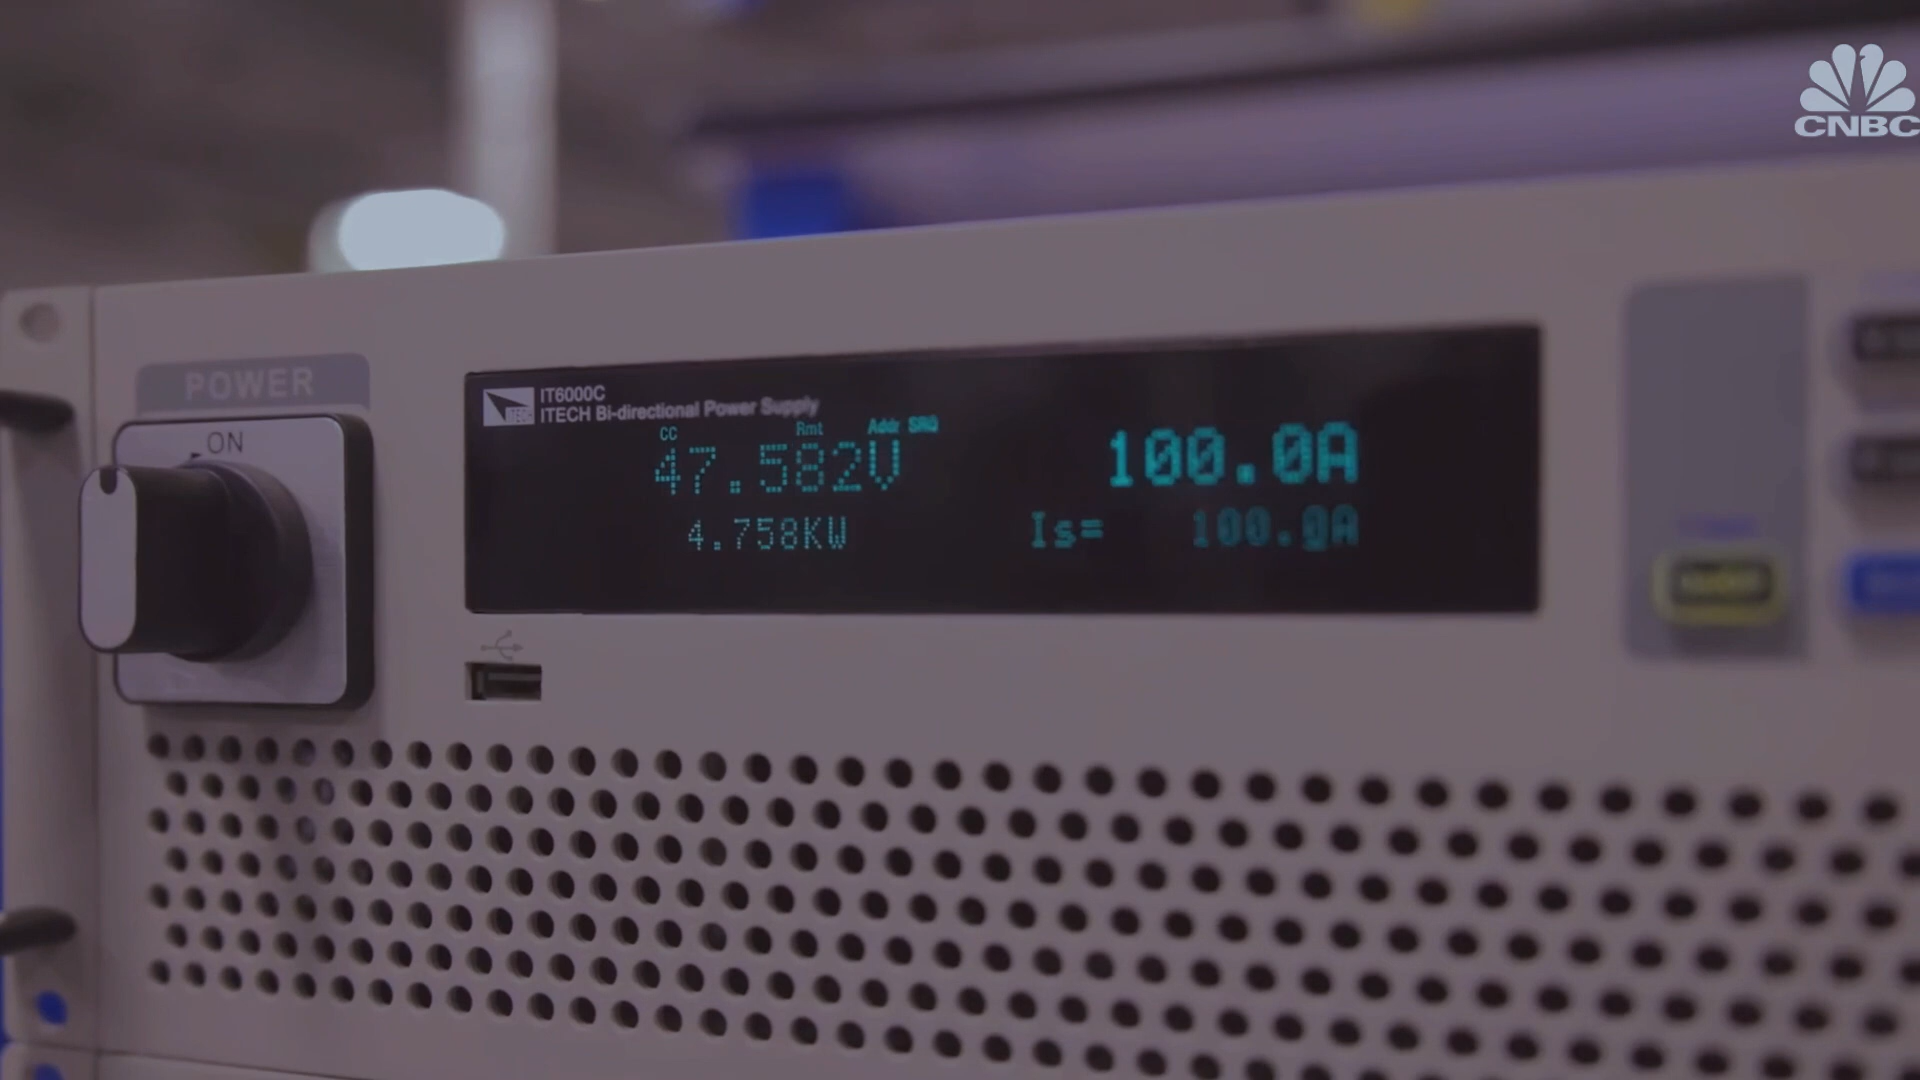 CNBC
POWER
ON
IT6000C
ITECH
ITECH Bi-directional Power Supply
CC Rmt Addr SRQ
47.582V 100.0A
4.758KW Is= 100.0A